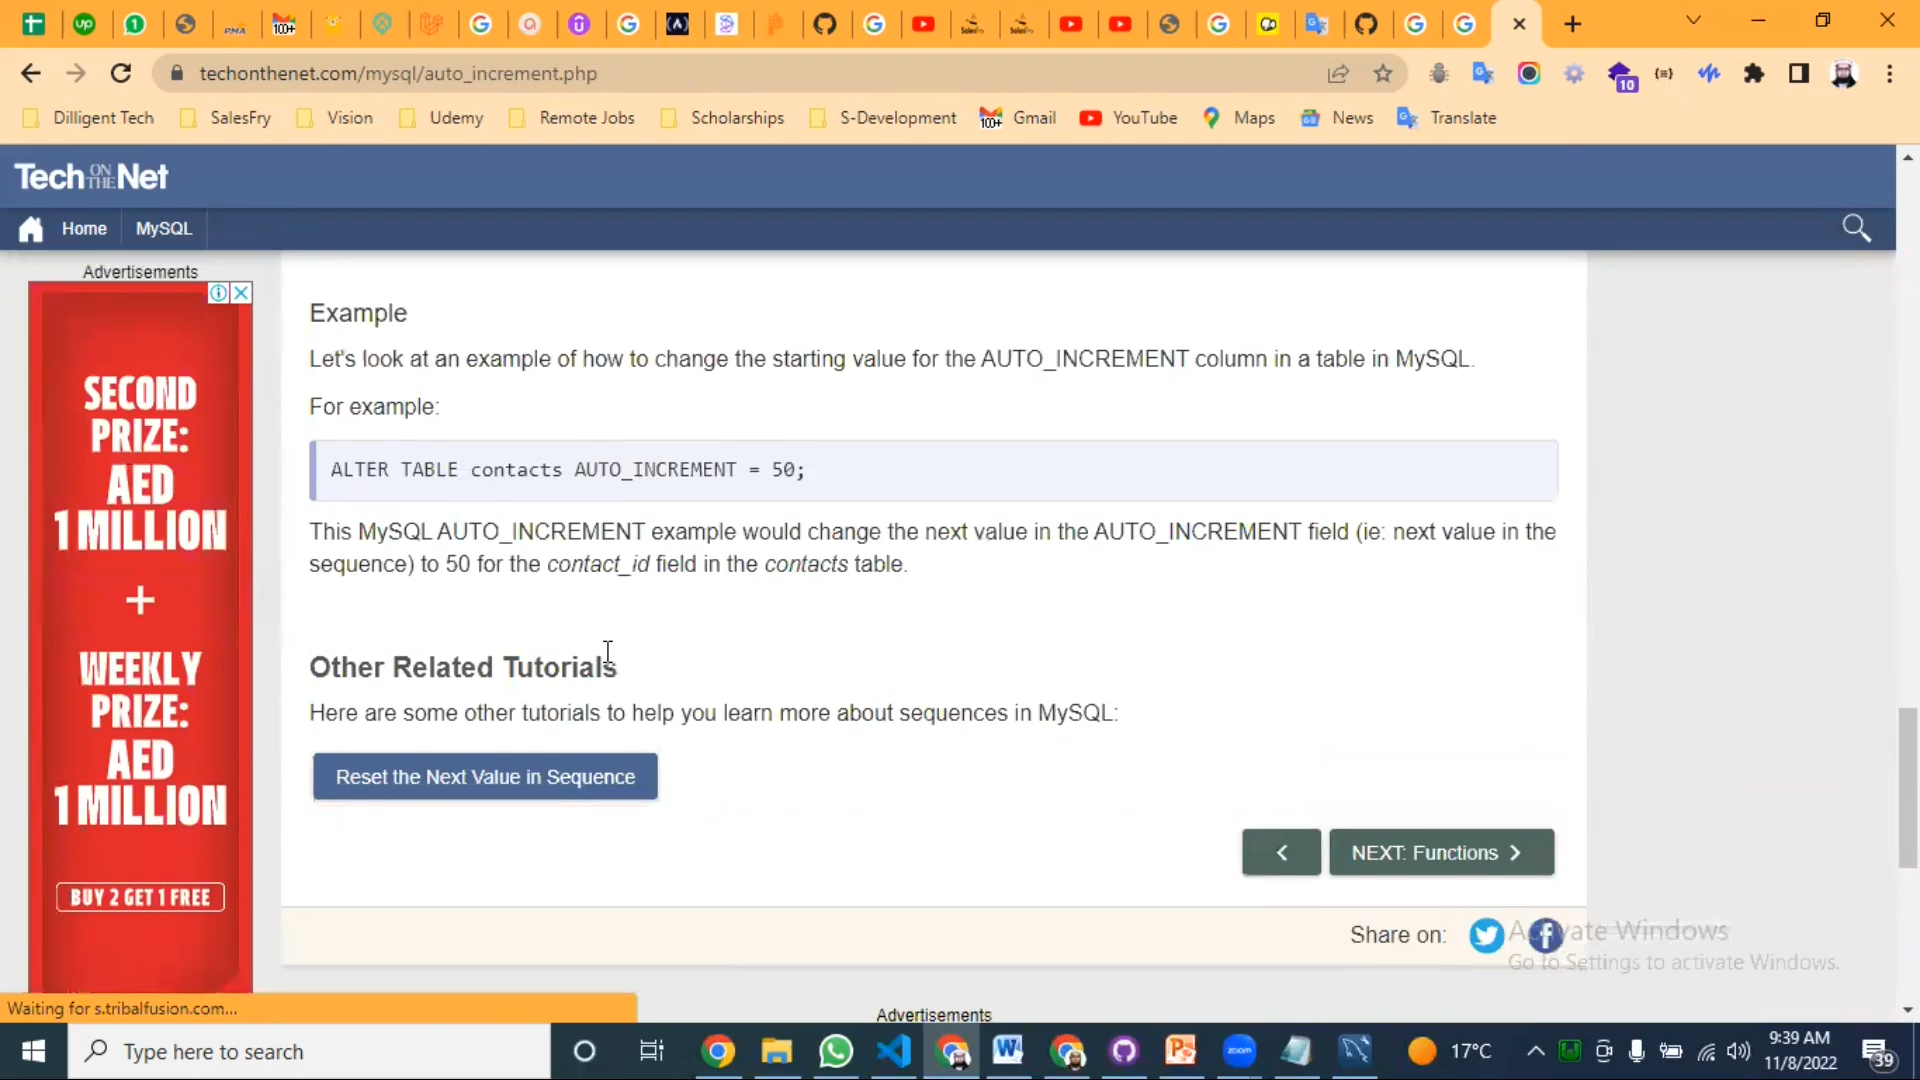 techonthenet.com/mysql/auto_increment.php
10
Dilligent Tech
SalesFry
Vision
Udemy
Remote Jobs
Scholarships
S-Development
Gmail
YouTube
Maps
News
Translate
Tech ON THE Net
Home
MySQL
Advertisements
SECOND
PRIZE:
AED
1 MILLION
+
WEEKLY
PRIZE:
AED
1 MILLION
BUY 2 GET 1 FREE
Example
Let's look at an example of how to change the starting value for the AUTO_INCREMENT column in a table in MySQL.
For example:
ALTER TABLE contacts AUTO_INCREMENT = 50;
This MySQL AUTO_INCREMENT example would change the next value in the AUTO_INCREMENT field (ie: next value in the
sequence) to 50 for the contact_id field in the contacts table.
Other Related Tutorials
Here are some other tutorials to help you learn more about sequences in MySQL:
Reset the Next Value in Sequence
NEXT: Functions
Share on:
Activate Windows
Go to Settings to activate Windows.
Waiting for s.tribalfusion.com...
Advertisements
Type here to search
zoom
17°C
9:39 AM
11/8/2022
39